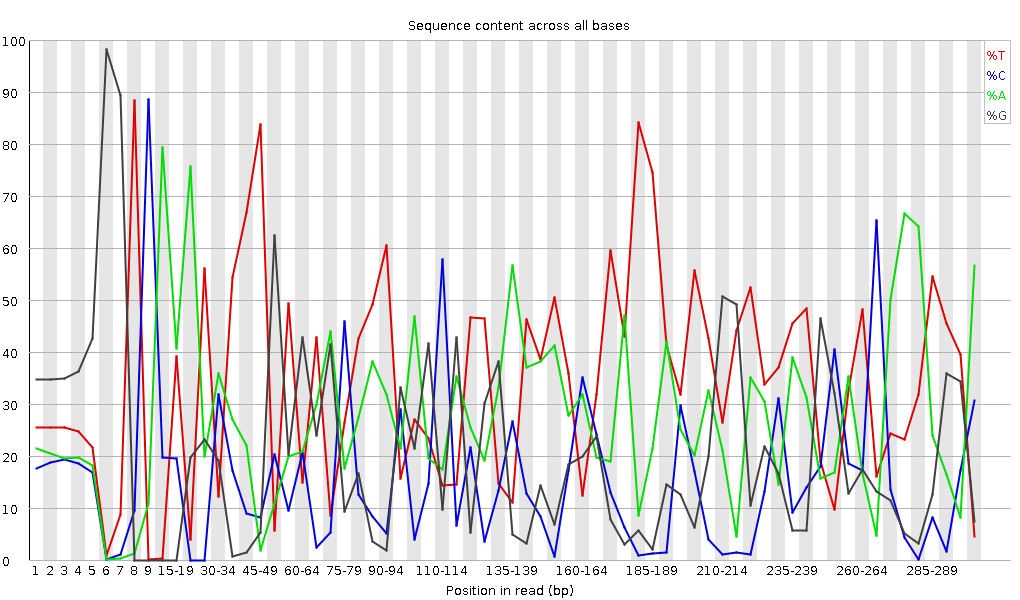 Sequence content across all bases
100
90
80
70
60
50
40
30
20
10
0
%T
%C
%A
%G
1 2 3 4 5 6 7 8 9 15-19 30-34 45-49 60-64 75-79 90-94 110-114 135-139 160-164 185-189 210-214 235-239 260-264 285-289
Position in read (bp)